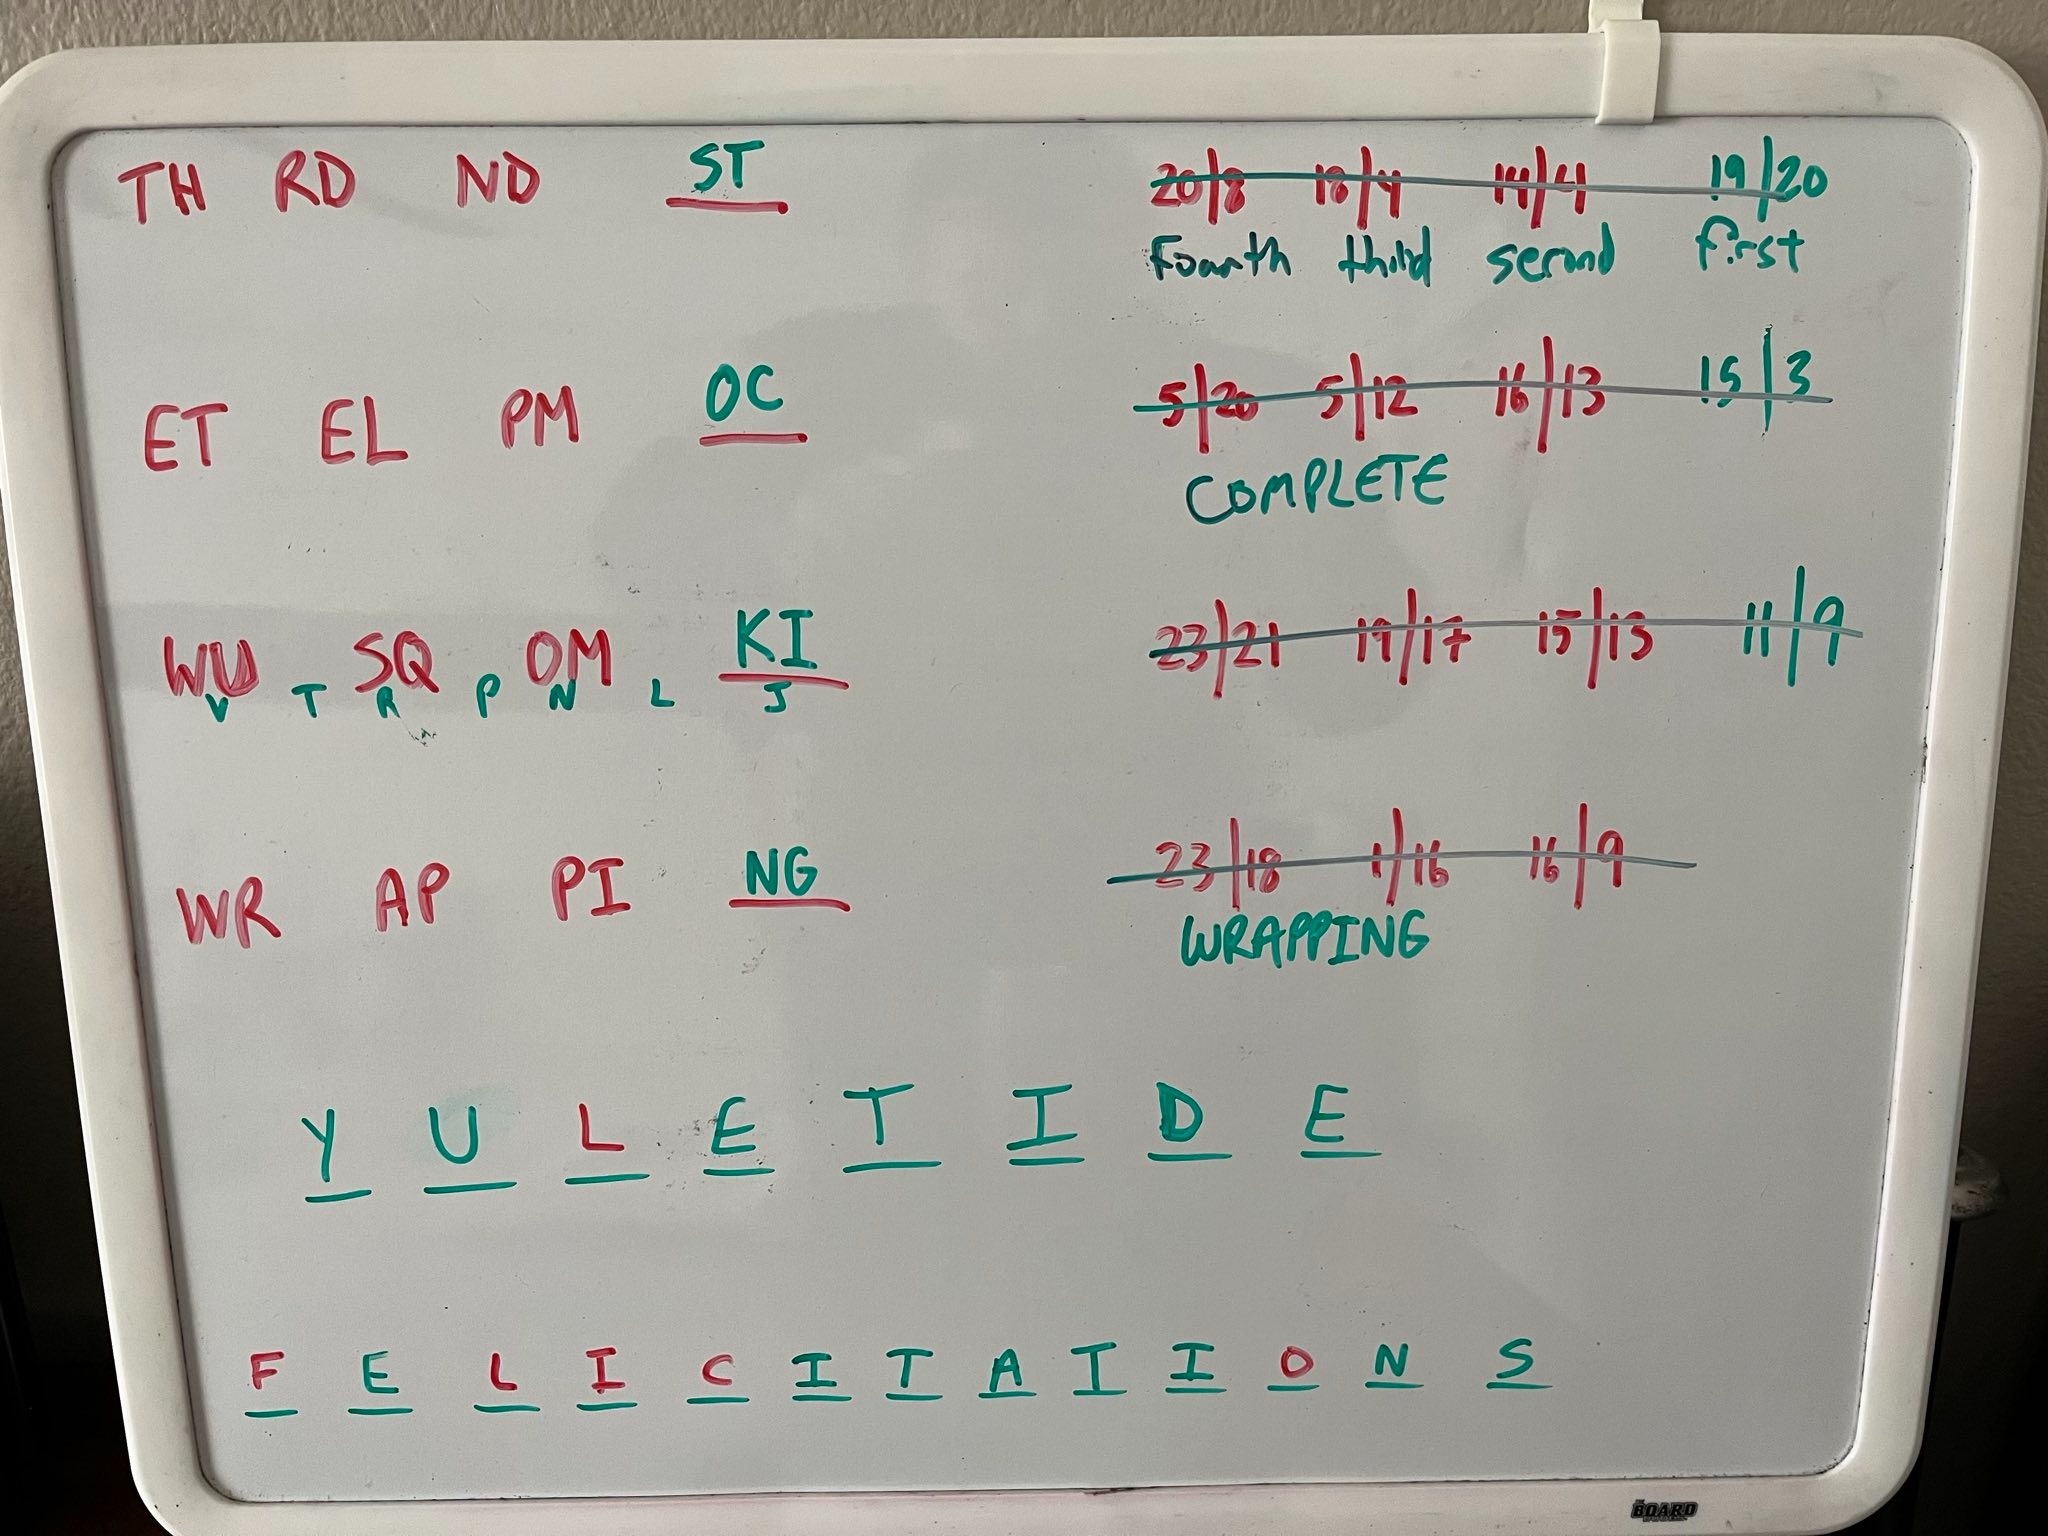 TH RD ND ST 20/8 18/4 14/4 19/20
Fourth third second first
ET EL PM OC 5/20 5/12 16/13 15/3
COMPLETE
WU SQ OM KI 23/21 19/17 15/13 11/9
V T R P N L J
WR AP PI NG 23/18 1/16 16/9
WRAPPING
Y U L E T I D E
F E L I C I T A T I O N S
BOARD